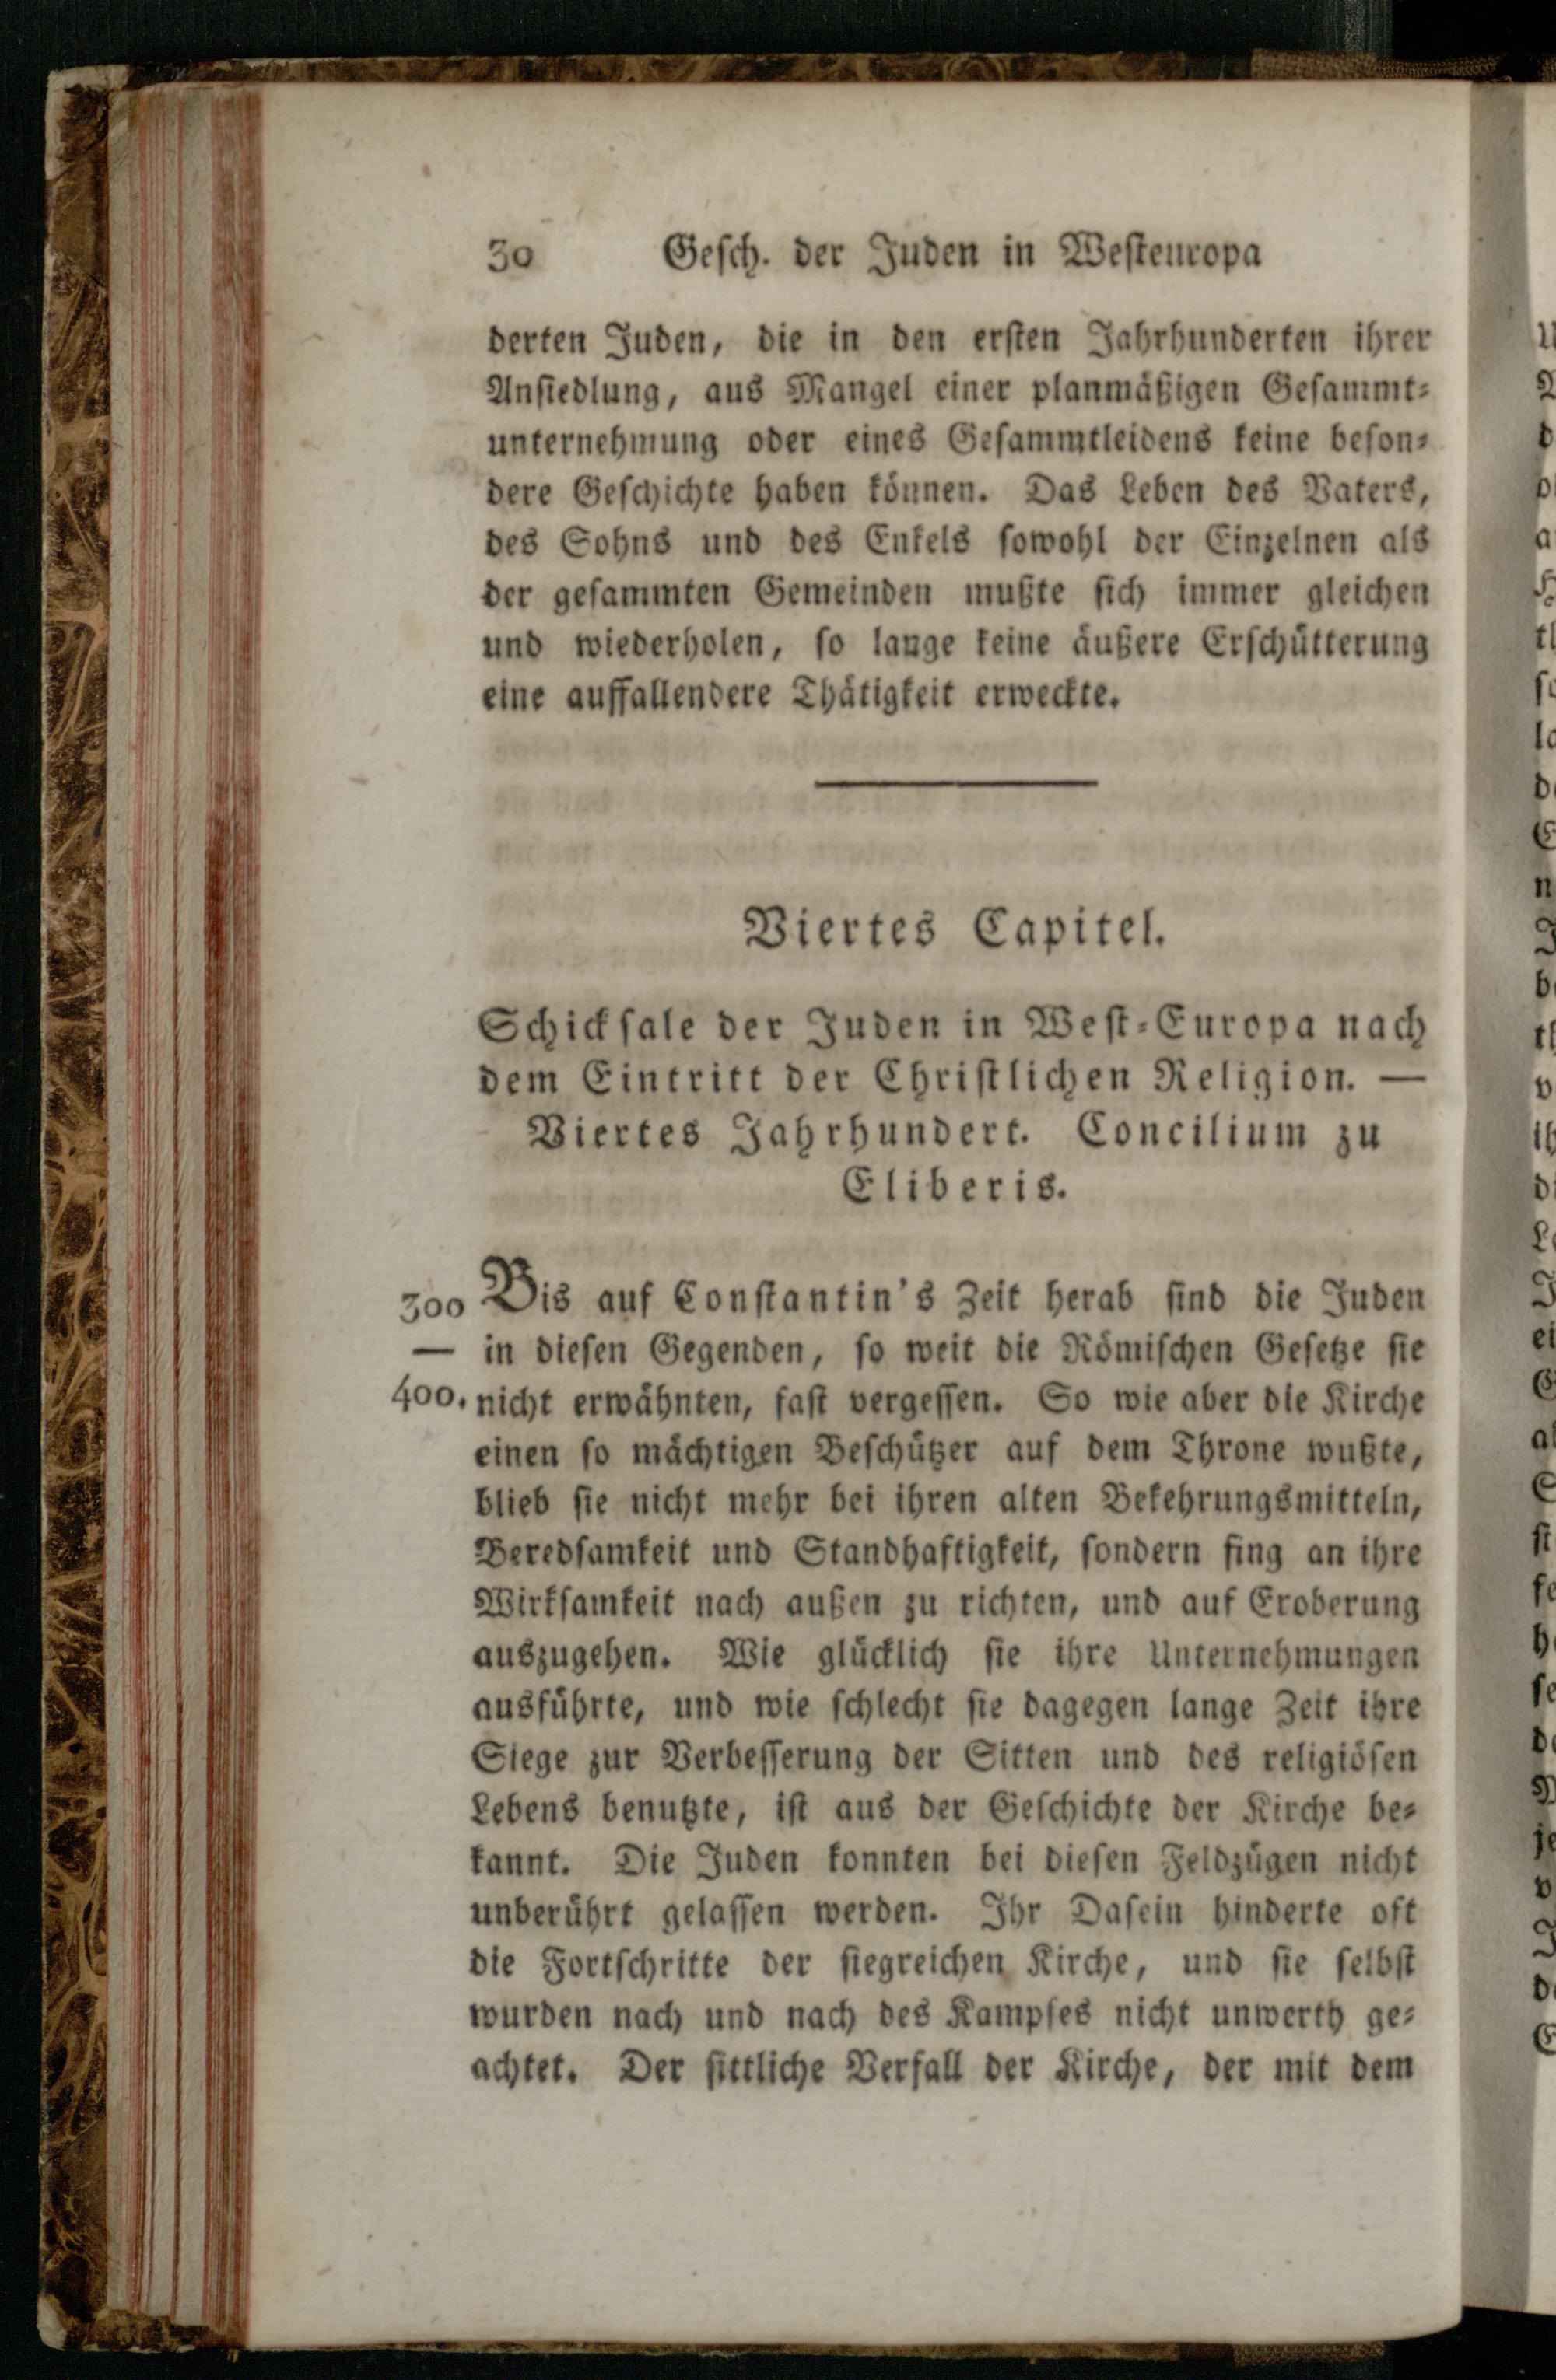 30 Gesch. der Juden in Westeuropa
derten Juden, die in den ersten Jahrhunderten ihrer
Ansiedlung, aus Mangel einer planmäßigen Gesammt-
unternehmung oder eines Gesammtleidens keine beson-
dere Geschichte haben können. Das Leben des Vaters,
des Sohns und des Enkels sowohl der Einzelnen als
der gesammten Gemeinden mußte sich immer gleichen
und wiederholen, so lange keine äußere Erschütterung
eine auffallendere Thätigkeit erweckte.
Viertes Capitel.
Schicksale der Juden in West-Europa nach
dem Eintritt der Christlichen Religion. —
Viertes Jahrhundert. Concilium zu
Eliberis.
300 Bis auf Constantin's Zeit herab sind die Juden
— in diesen Gegenden, so weit die Römischen Gesetze sie
400. nicht erwähnten, fast vergessen. So wie aber die Kirche
einen so mächtigen Beschützer auf dem Throne wußte,
blieb sie nicht mehr bei ihren alten Bekehrungsmitteln,
Beredsamkeit und Standhaftigkeit, sondern fing an ihre
Wirksamkeit nach außen zu richten, und auf Eroberung
auszugehen. Wie glücklich sie ihre Unternehmungen
ausführte, und wie schlecht sie dagegen lange Zeit ihre
Siege zur Verbesserung der Sitten und des religiösen
Lebens benutzte, ist aus der Geschichte der Kirche be-
kannt. Die Juden konnten bei diesen Feldzügen nicht
unberührt gelassen werden. Ihr Dasein hinderte oft
die Fortschritte der siegreichen Kirche, und sie selbst
wurden nach und nach des Kampfes nicht unwerth ge-
achtet. Der sittliche Verfall der Kirche, der mit dem